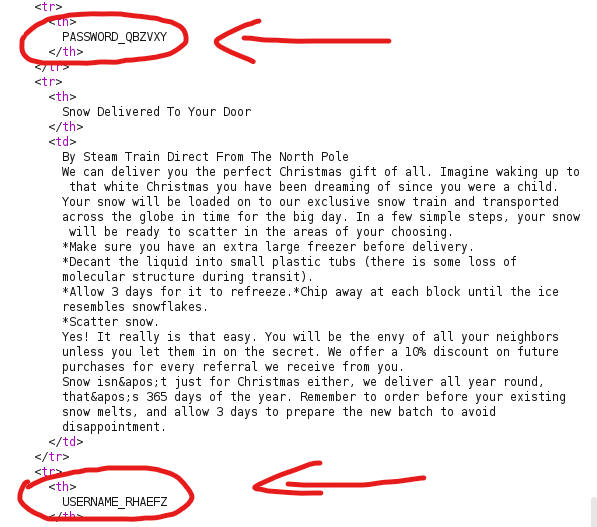 <tr>
<th>
PASSWORD_QBZVXY
</th>
</tr>
<tr>
<th>
Snow Delivered To Your Door
</th>
<td>
By Steam Train Direct From The North Pole
We can deliver you the perfect Christmas gift of all. Imagine waking up to
that white Christmas you have been dreaming of since you were a child.
Your snow will be loaded on to our exclusive snow train and transported
across the globe in time for the big day. In a few simple steps, your snow
will be ready to scatter in the areas of your choosing.
*Make sure you have an extra large freezer before delivery.
*Decant the liquid into small plastic tubs (there is some loss of
molecular structure during transit).
*Allow 3 days for it to refreeze.*Chip away at each block until the ice
resembles snowflakes.
*Scatter snow.
Yes! It really is that easy. You will be the envy of all your neighbors
unless you let them in on the secret. We offer a 10% discount on future
purchases for every referral we receive from you.
Snow isn&apos;t just for Christmas either, we deliver all year round,
that&apos;s 365 days of the year. Remember to order before your existing
snow melts, and allow 3 days to prepare the new batch to avoid
disappointment.
</td>
</tr>
<tr>
<th>
USERNAME_RHAEFZ
</th>